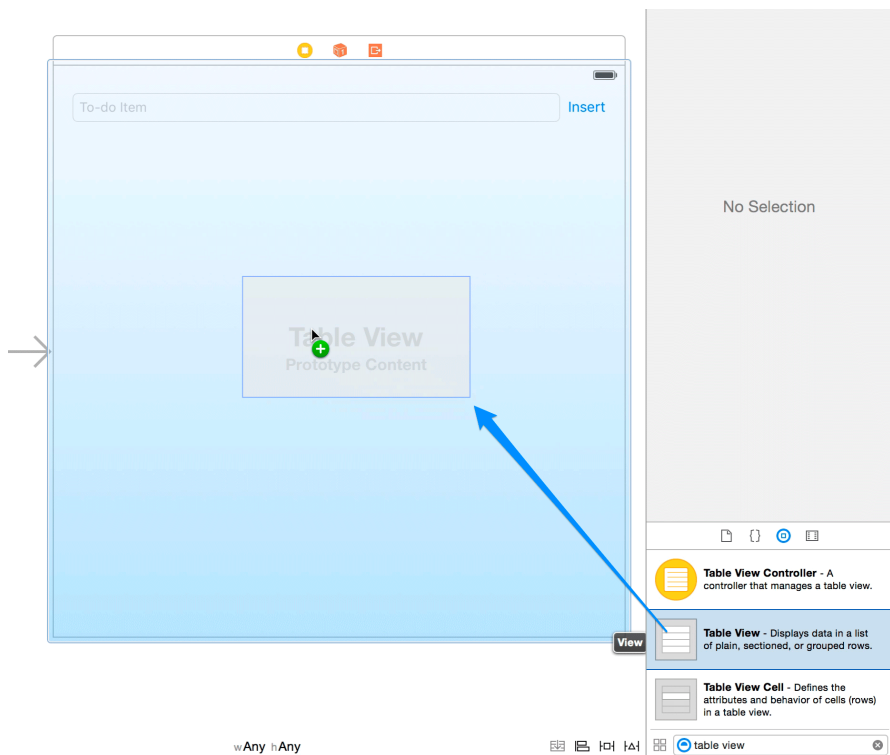 To-do Item
Insert
No Selection
Table View
Prototype Content
Table View Controller - A
controller that manages a table view.
Table View - Displays data in a list
of plain, sectioned, or grouped rows.
View
Table View Cell - Defines the
attributes and behavior of cells (rows)
in a table view.
wAny hAny
table view